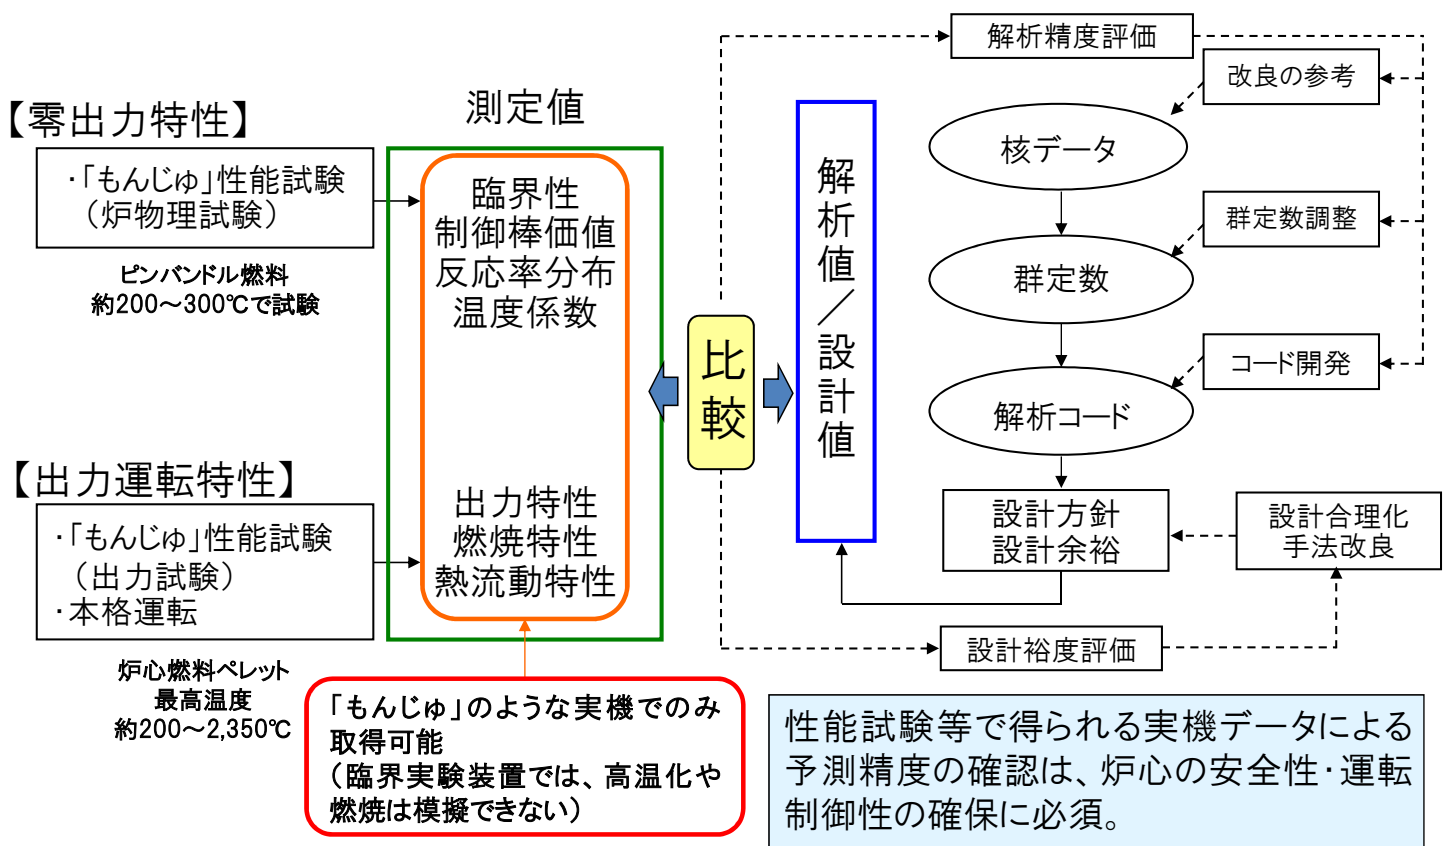 【零出力特性】
・「もんじゅ」性能試験
（炉物理試験）
ピンバンドル燃料
約200～300℃で試験
【出力運転特性】
・「もんじゅ」性能試験
（出力試験）
・本格運転
炉心燃料ペレット
最高温度
約200～2,350℃
測定値
臨界性
制御棒価値
反応率分布
温度係数
出力特性
燃焼特性
熱流動特性
「もんじゅ」のような実機でのみ
取得可能
（臨界実験装置では、高温化や
燃焼は模擬できない）
比較
解析値／設計値
解析精度評価
改良の参考
核データ
群定数調整
群定数
コード開発
解析コード
設計方針
設計余裕
設計合理化
手法改良
設計裕度評価
性能試験等で得られる実機データによる
予測精度の確認は、炉心の安全性・運転
制御性の確保に必須。